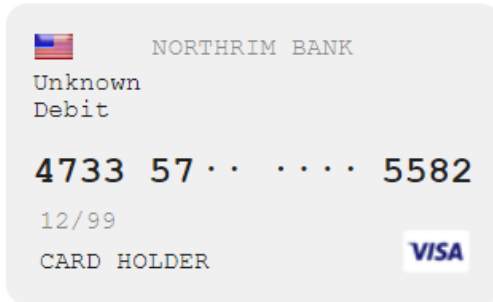 NORTHRIM BANK
Unknown
Debit
4733 57·· ···· 5582
12/99
CARD HOLDER
VISA